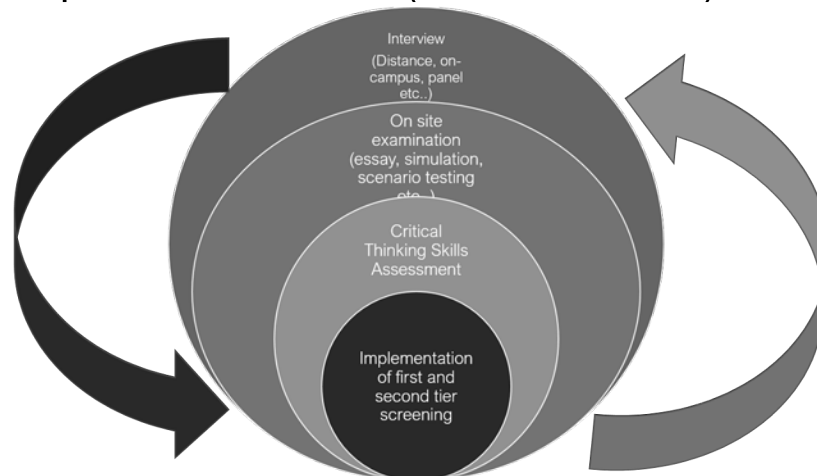 Interview
(Distance, on-
campus, panel
etc..)
On site
examination
(essay, simulation,
scenario testing
etc..)
Critical
Thinking Skills
Assessment
Implementation
of first and
second tier
screening